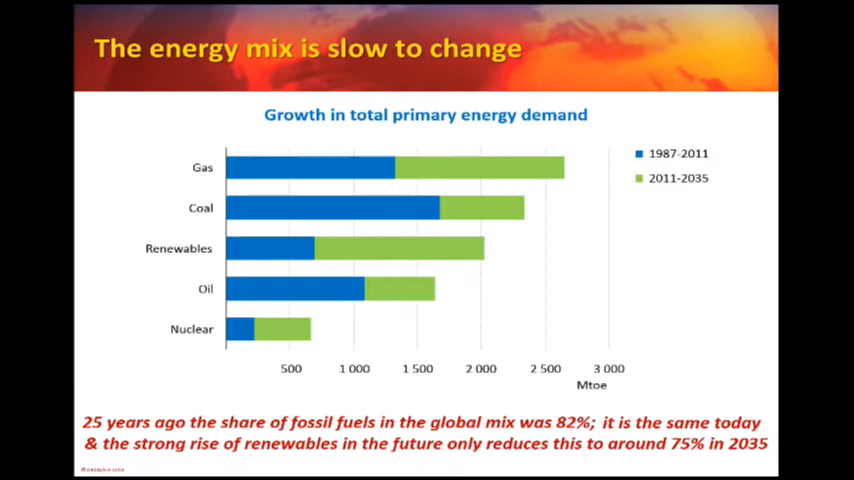 The energy mix is slow to change
Growth in total primary energy demand
1987-2011
2011-2035
Gas
Coal
Renewables
Oil
Nuclear
500 1 000 1 500 2 000 2 500 3 000
Mtoe
25 years ago the share of fossil fuels in the global mix was 82%; it is the same today
& the strong rise of renewables in the future only reduces this to around 75% in 2035